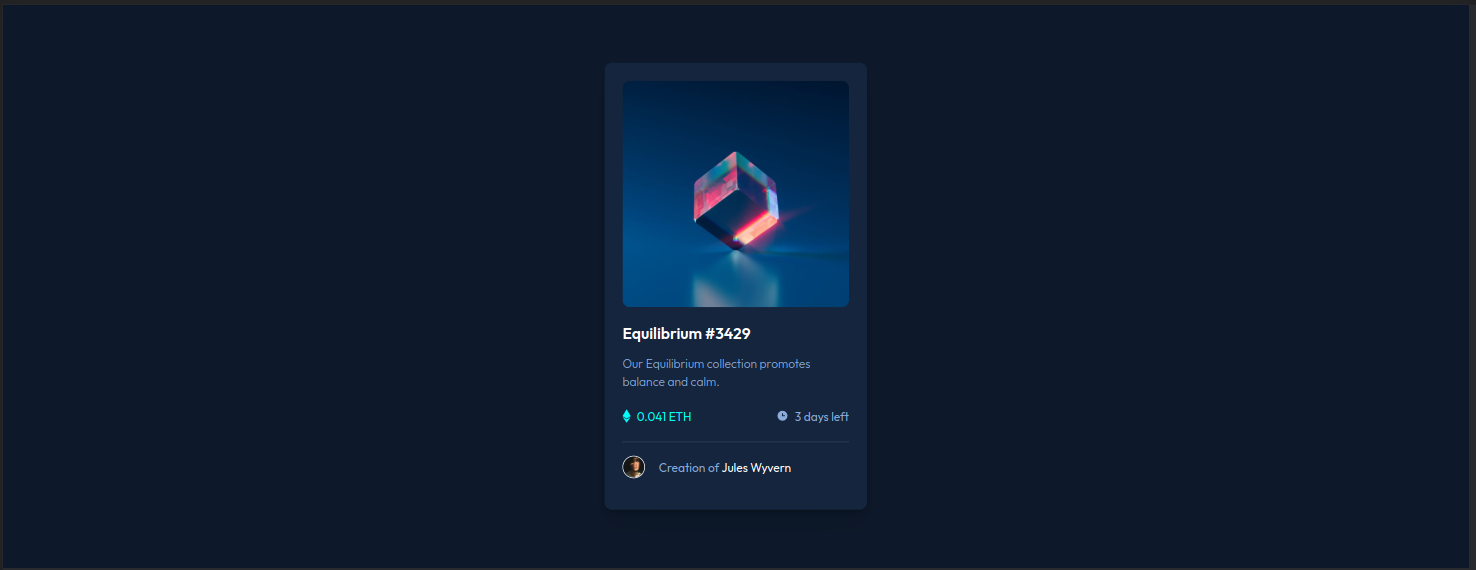 Equilibrium #3429
Our Equilibrium collection promotes
balance and calm.
0.041 ETH
3 days left
Creation of Jules Wyvern